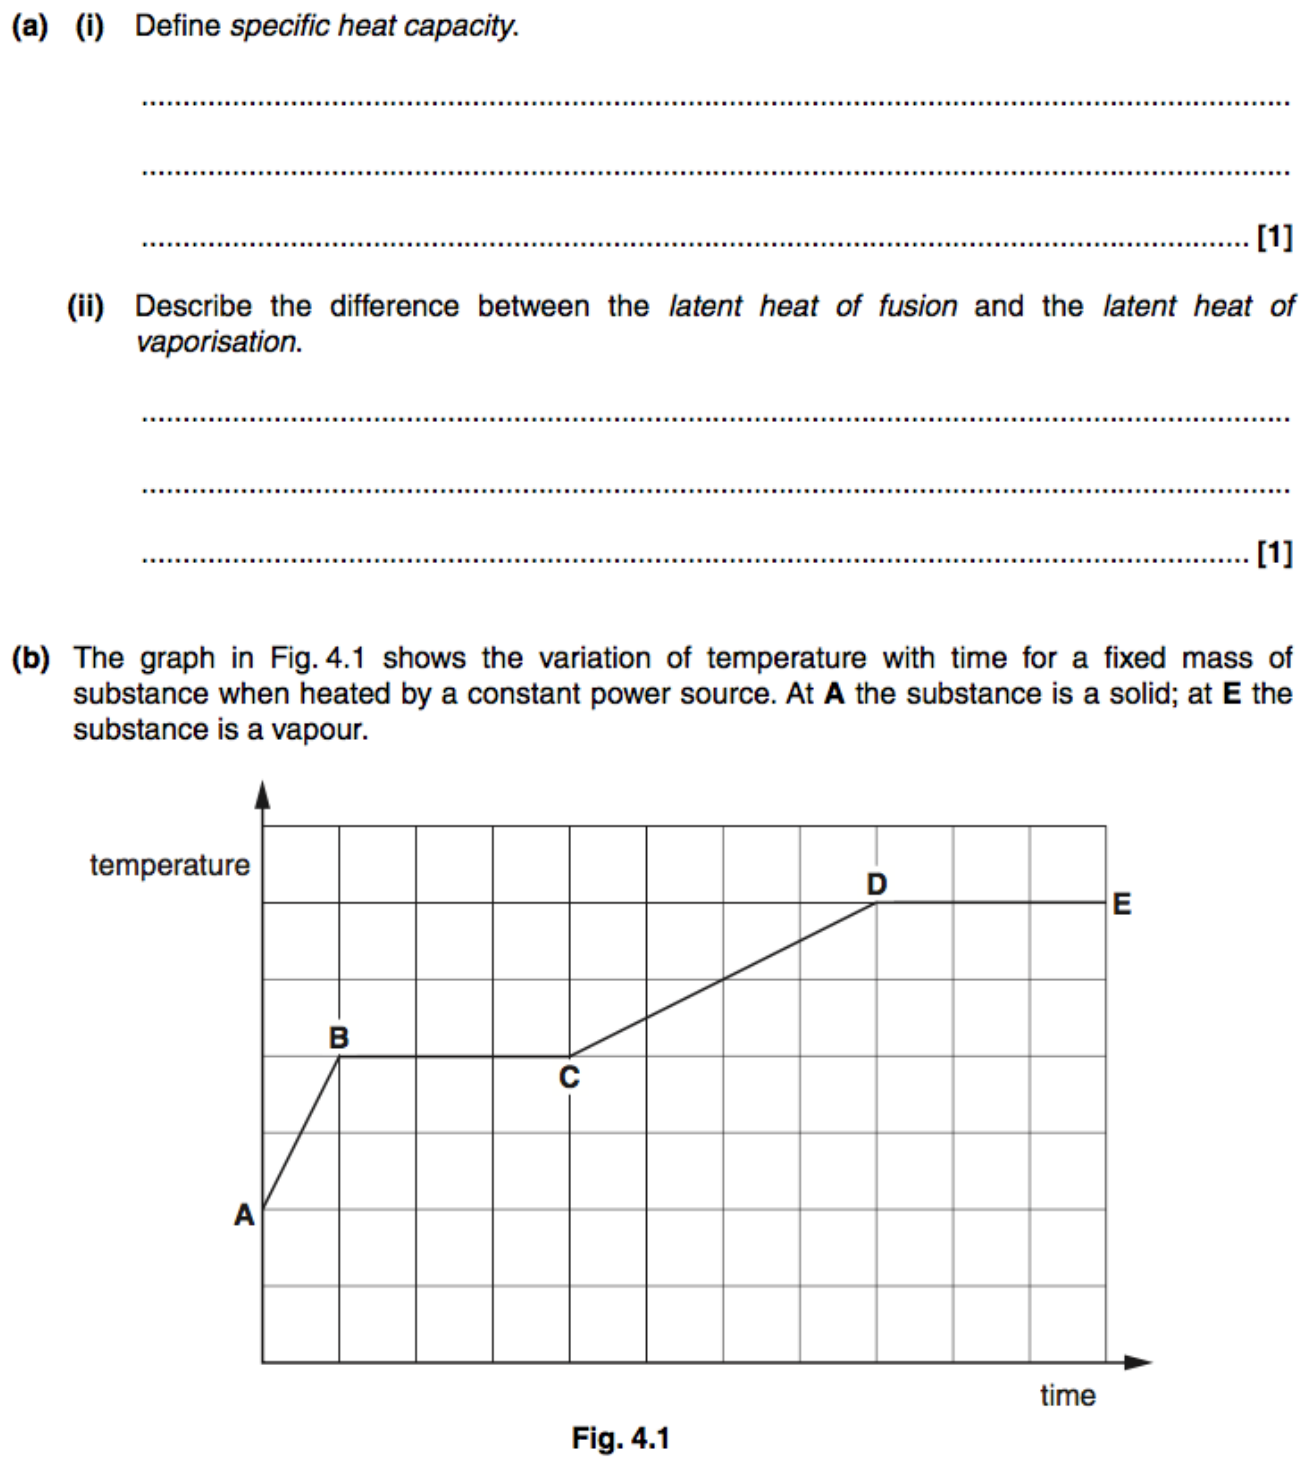 (a) (i) Define specific heat capacity.
[1]
(ii) Describe the difference between the latent heat of fusion and the latent heat of
vaporisation.
[1]
(b) The graph in Fig. 4.1 shows the variation of temperature with time for a fixed mass of
substance when heated by a constant power source. At A the substance is a solid; at E the
substance is a vapour.
temperature
D
E
B
C
A
time
Fig. 4.1